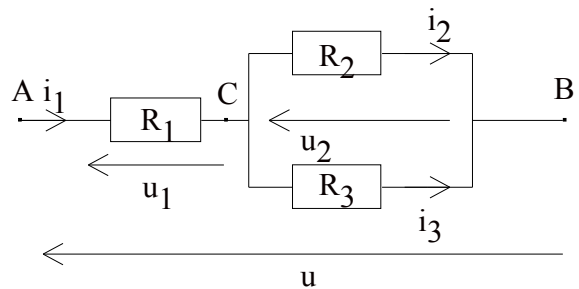 i₂
R₂
A i₁ C B
R₁
u₂
u₁ R₃
i₃
u